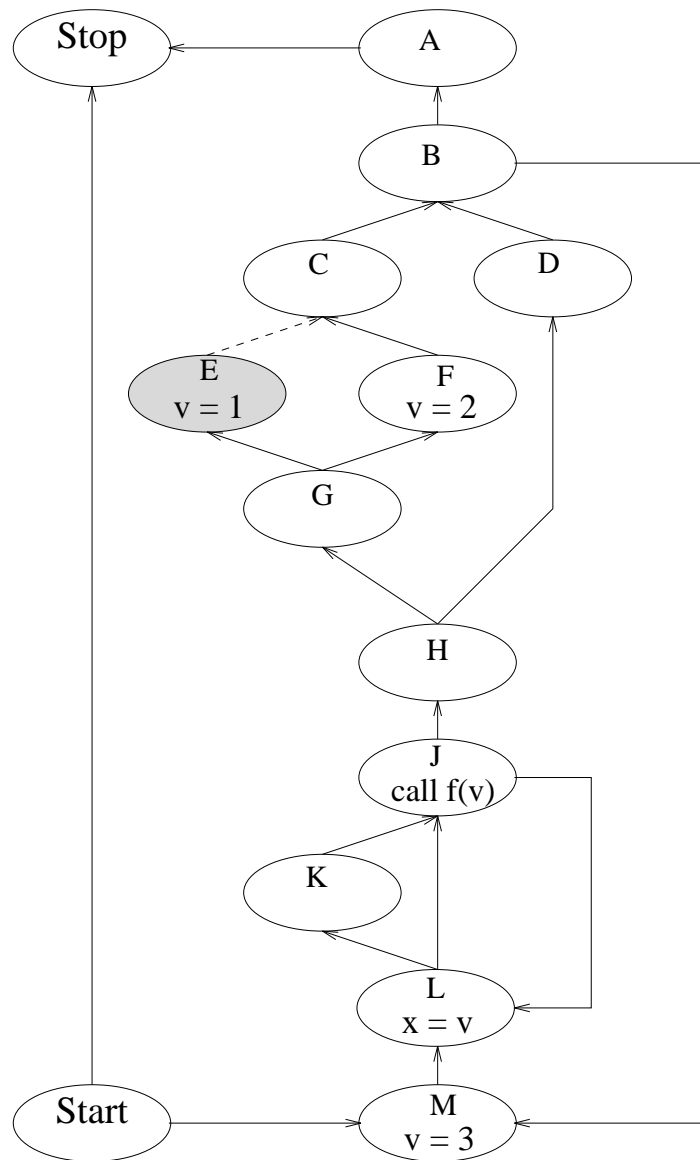 Stop
A
B
C
D
E
v = 1
F
v = 2
G
H
J
call f(v)
K
L
x = v
Start
M
v = 3